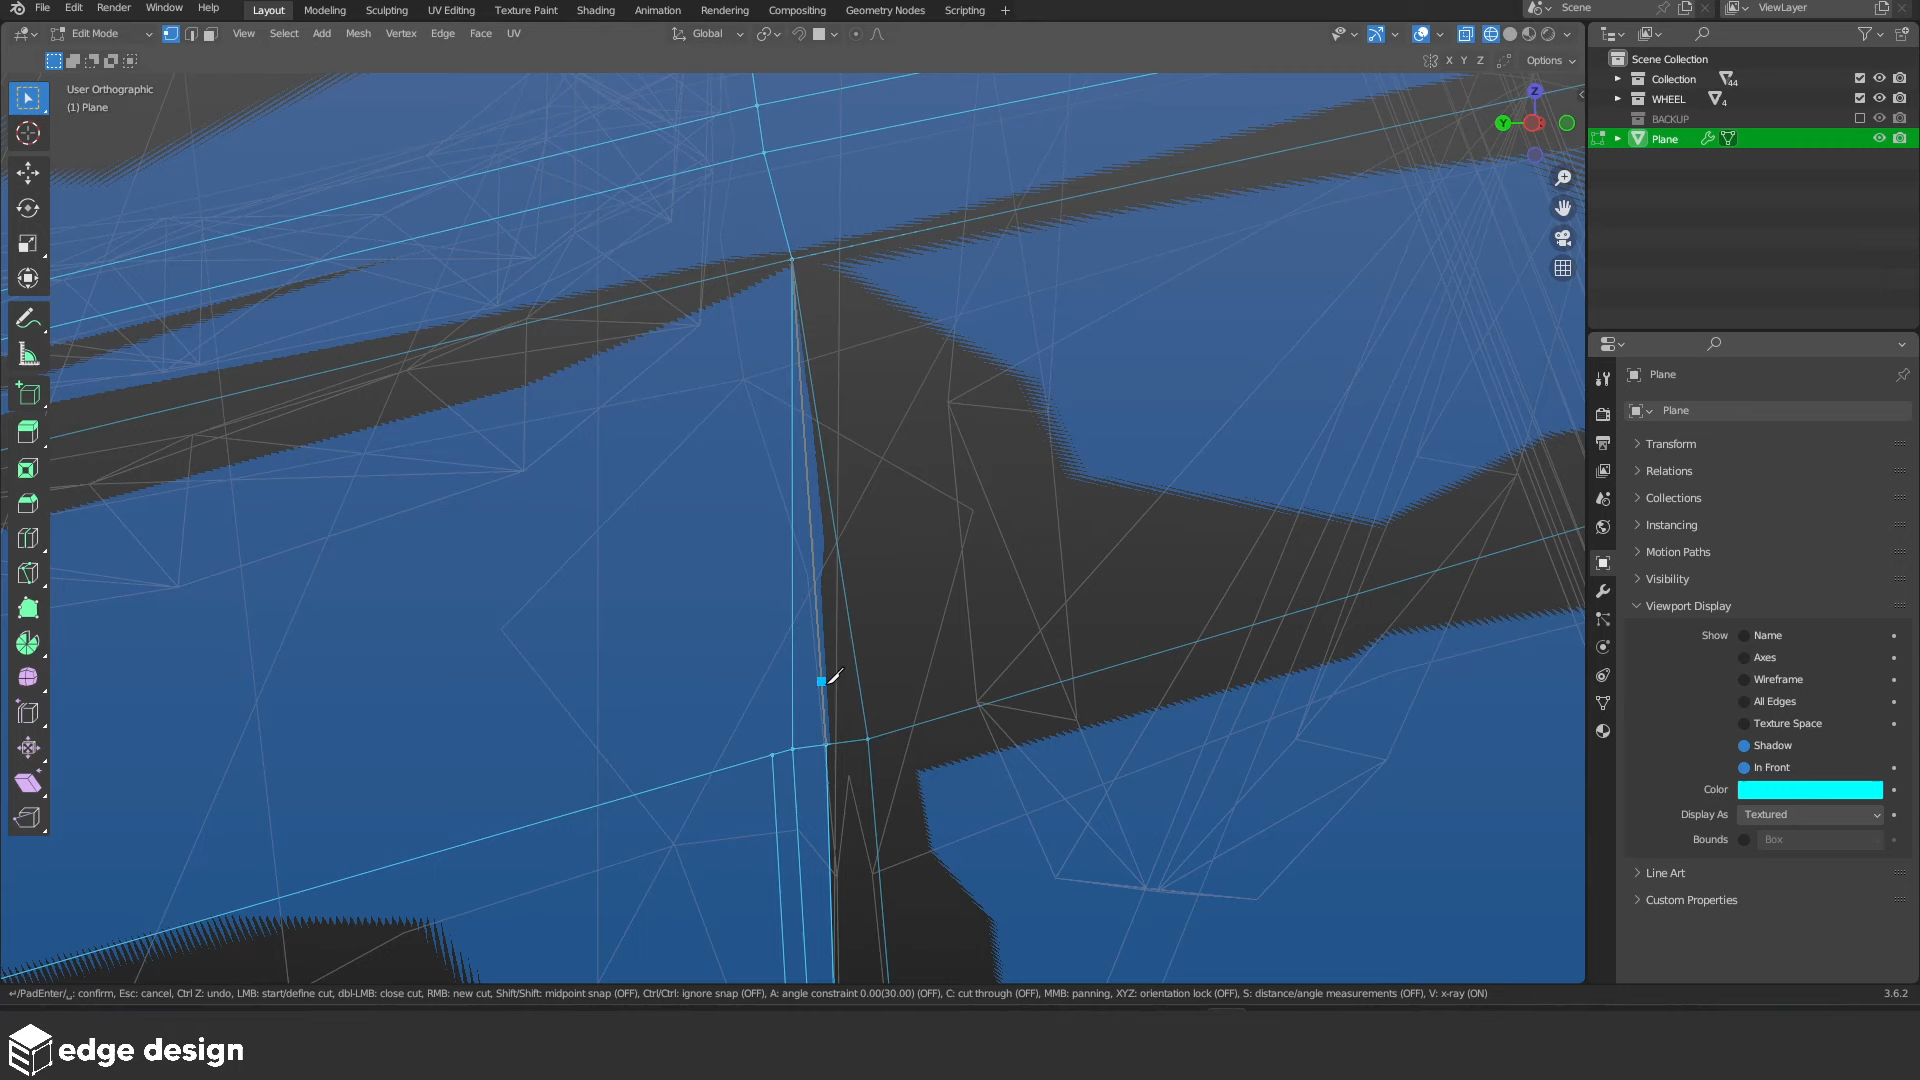 File Edit Render Window Help Layout Modeling Sculpting UV Editing Texture Paint Shading Animation Rendering Compositing Geometry Nodes Scripting + Scene ViewLayer
Edit Mode View Select Add Mesh Vertex Edge Face UV Global
X Y Z Options
User Orthographic
(1) Plane
Z
Y
Scene Collection
Collection 44
WHEEL 4
BACKUP
Plane
Plane
Plane
Transform
Relations
Collections
Instancing
Motion Paths
Visibility
Viewport Display
Show Name
Axes
Wireframe
All Edges
Texture Space
Shadow
In Front
Color
Display As Textured
Bounds Box
Line Art
Custom Properties
↵/PadEnter/␣: confirm, Esc: cancel, Ctrl Z: undo, LMB: start/define cut, dbl-LMB: close cut, RMB: new cut, Shift/Shift: midpoint snap (OFF), Ctrl/Ctrl: ignore snap (OFF), A: angle constraint 0.00(30.00) (OFF), C: cut through (OFF), MMB: panning, XYZ: orientation lock (OFF), S: distance/angle measurements (OFF), V: x-ray (ON) 3.6.2
edge design